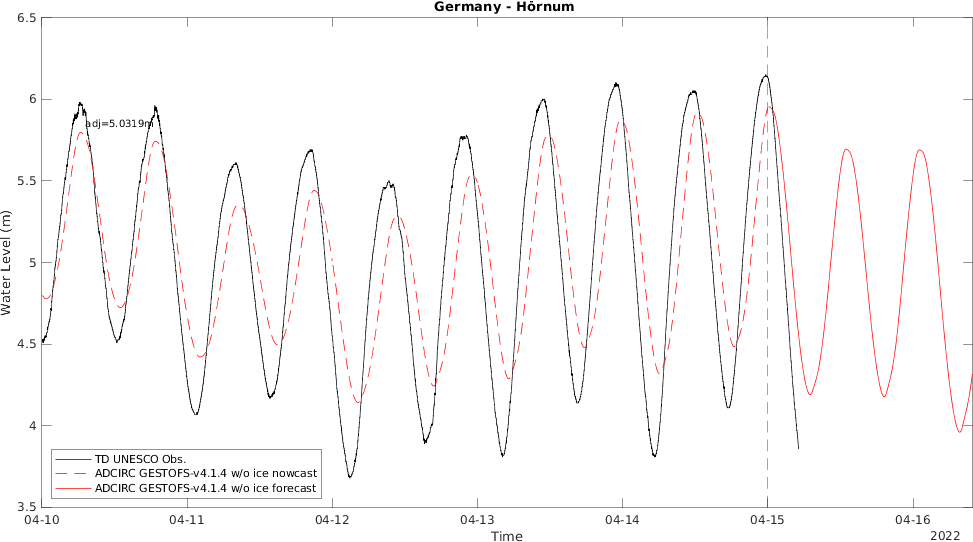 Germany - Hörnum
6.5
6
5.5
5
4.5
4
3.5
Water Level (m)
adj=5.0319m
TD UNESCO Obs.
ADCIRC GESTOFS-v4.1.4 w/o ice nowcast
ADCIRC GESTOFS-v4.1.4 w/o ice forecast
04-10
04-11
04-12
04-13
04-14
04-15
04-16
Time
2022